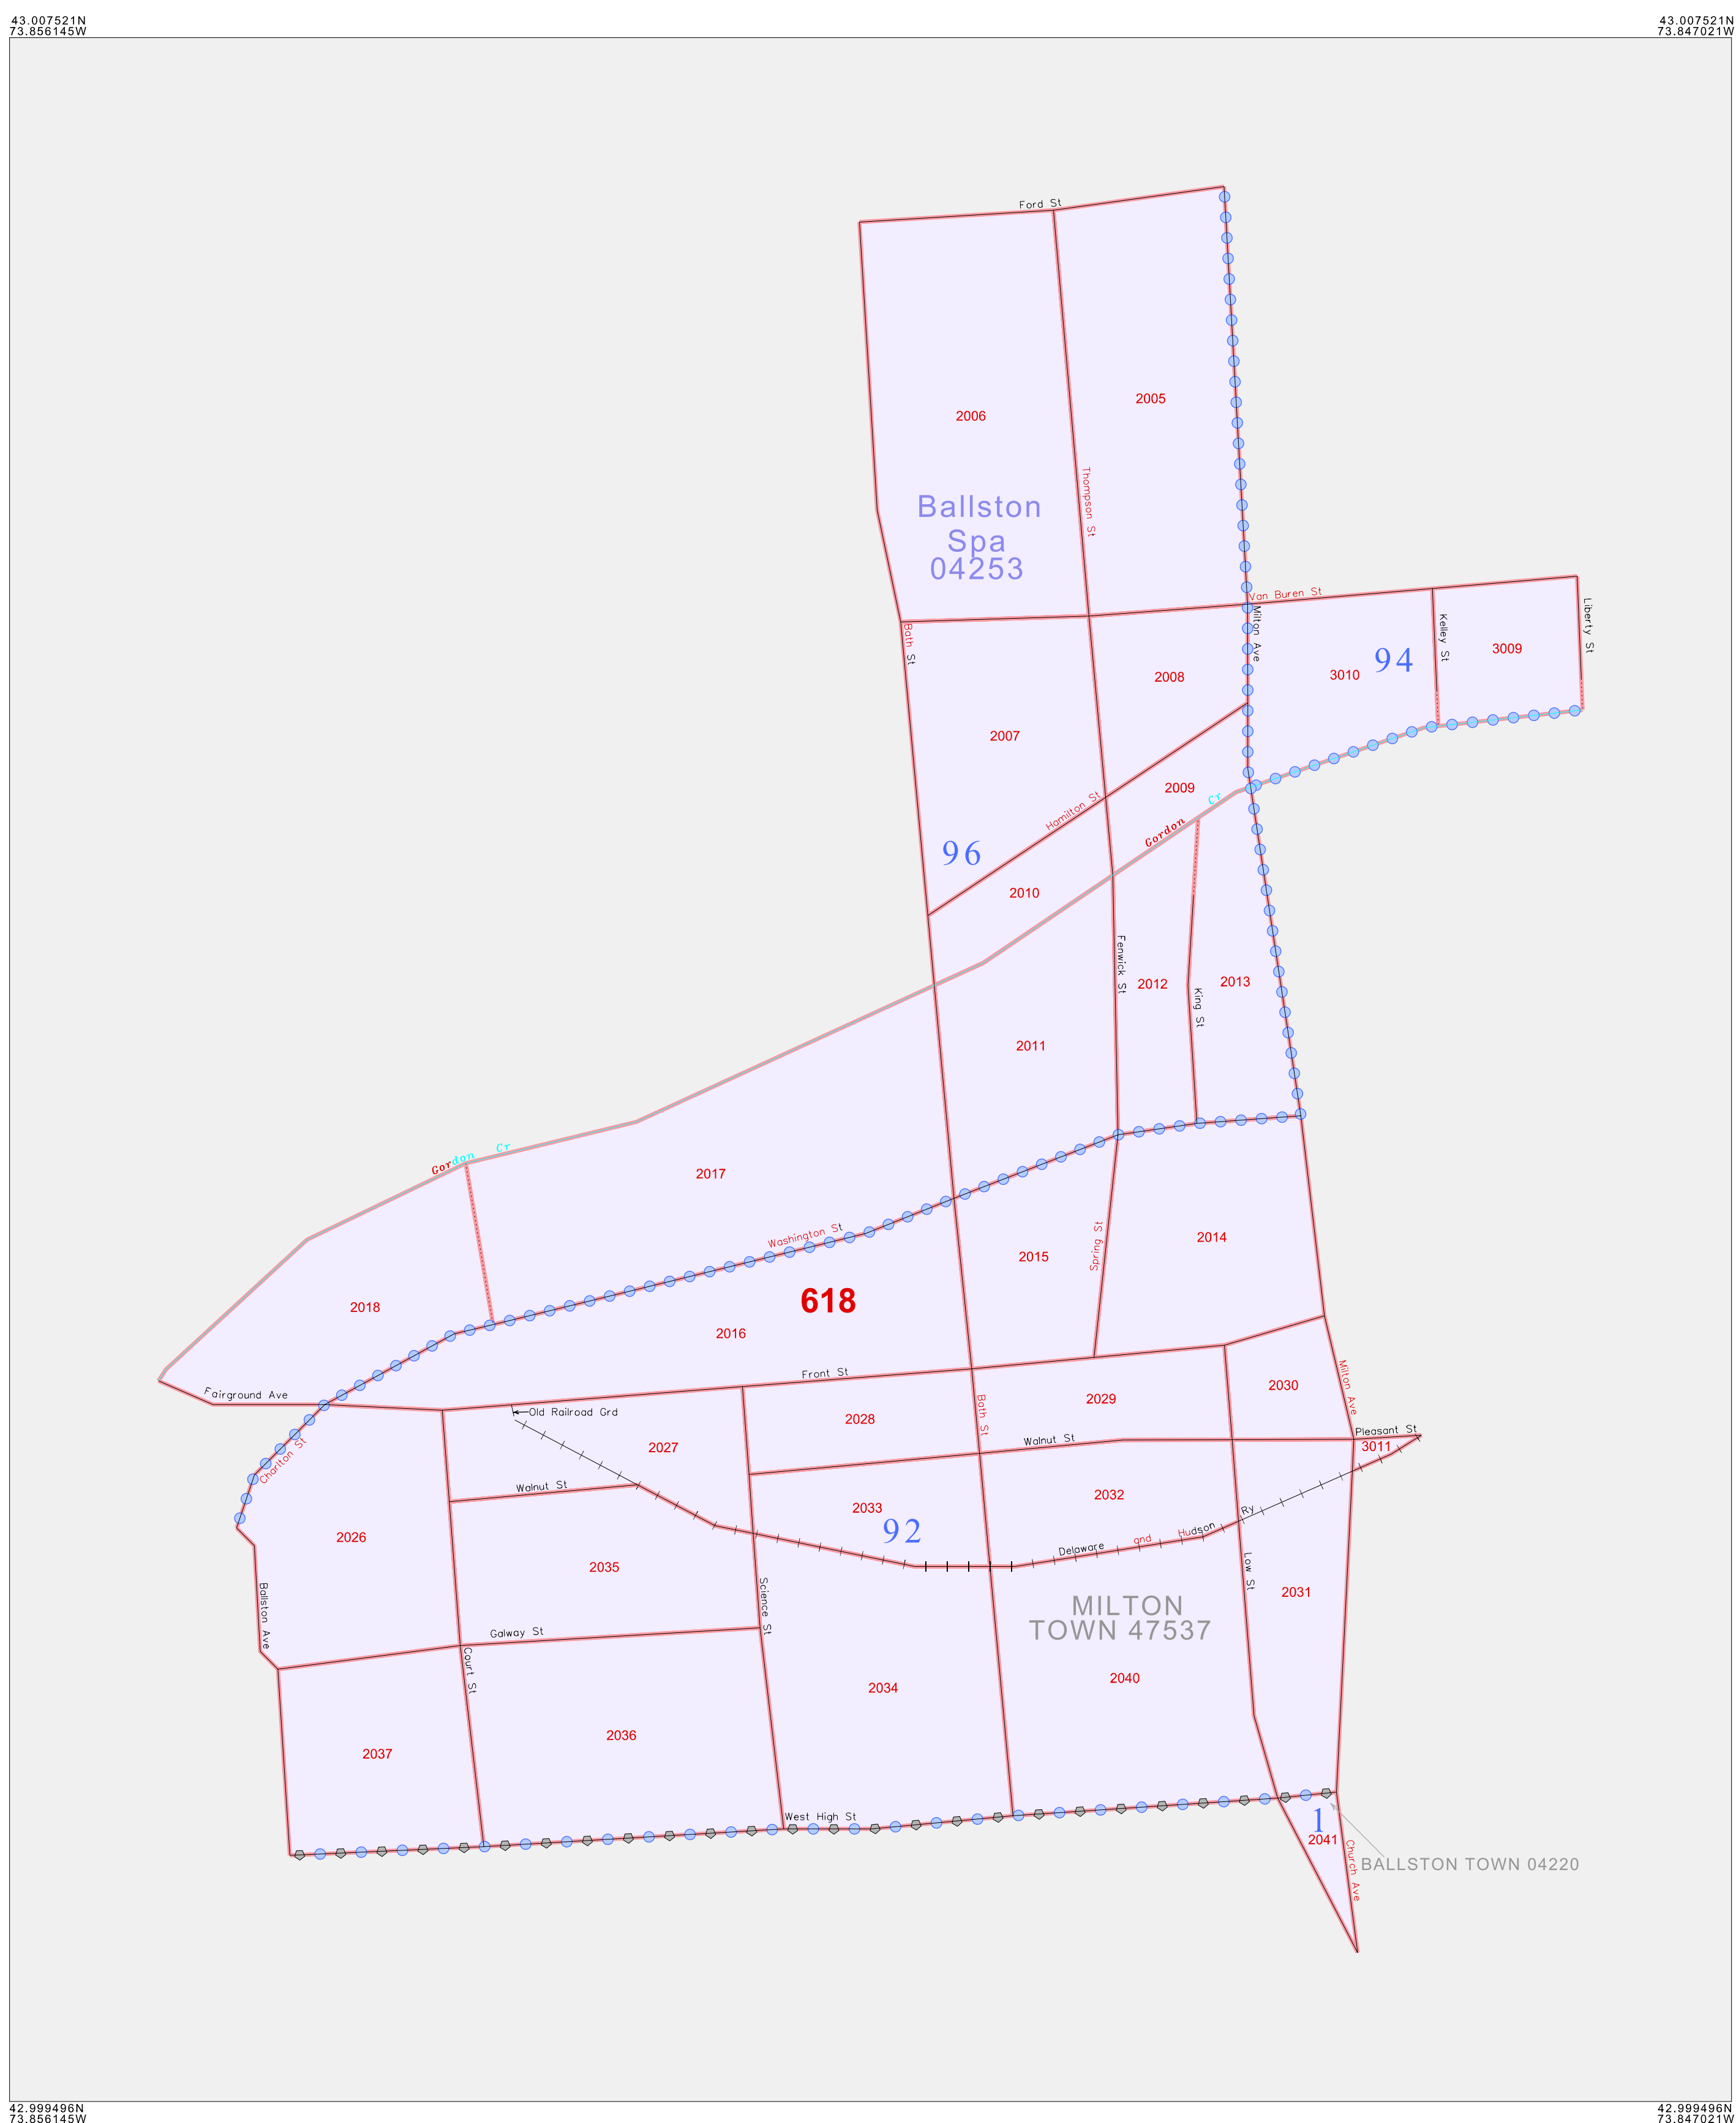 43.007521N
73.856145W
43.007521N
73.847021W
Ford St
2006
2005
Thompson St
Ballston
Spa
04253
Van Buren St
Milton Ave
Kelley St
Liberty St
Bath St
94
3009
3010
2008
2007
2009
Hamilton St
Gordon Cr
96
2010
Fenwick St
2012
2013
King St
2011
Gordon Cr
2017
Washington St
Spring St
2014
2015
618
2018
2016
Front St
Fairground Ave
Old Railroad Grd
2028
2029
2030
Milton Ave
Bath St
Pleasant St
3011
2027
Walnut St
Charlton St
Walnut St
2033
2032
92
Delaware and Hudson Ry
2026
2035
Low St
2031
Ballston Ave
Science St
MILTON
TOWN 47537
Galway St
Court St
2034
2040
2036
2037
West High St
1
2041
Church Ave
BALLSTON TOWN 04220
42.999496N
73.856145W
42.999496N
73.847021W